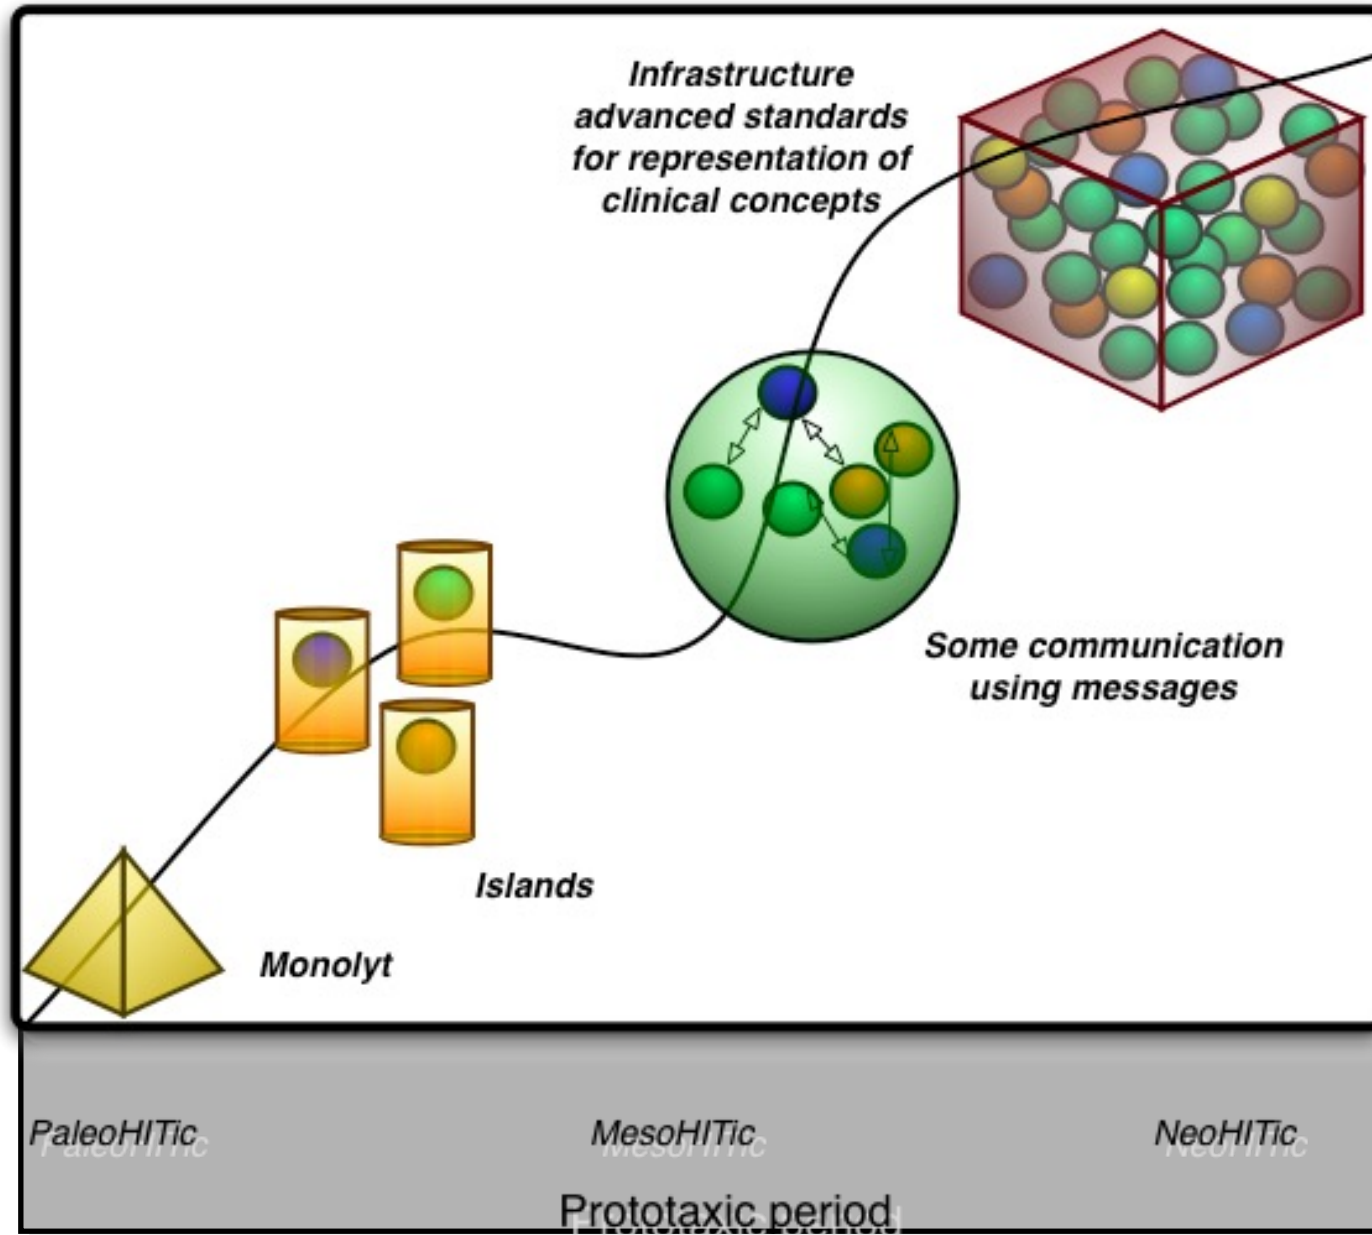 Infrastructure
advanced standards
for representation of
clinical concepts
Some communication
using messages
Islands
Monolyt
PaleoHITic
MesoHITic
NeoHITic
Prototaxic period